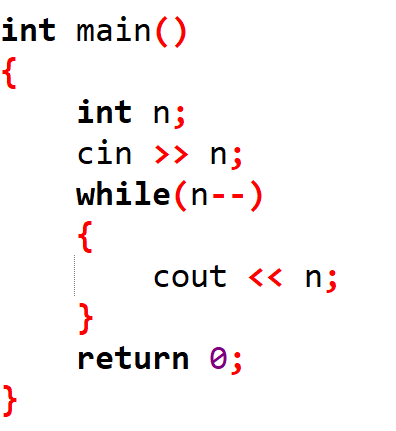 int main()
{
    int n;
    cin >> n;
    while(n--)
    {
        cout << n;
    }
    return 0;
}